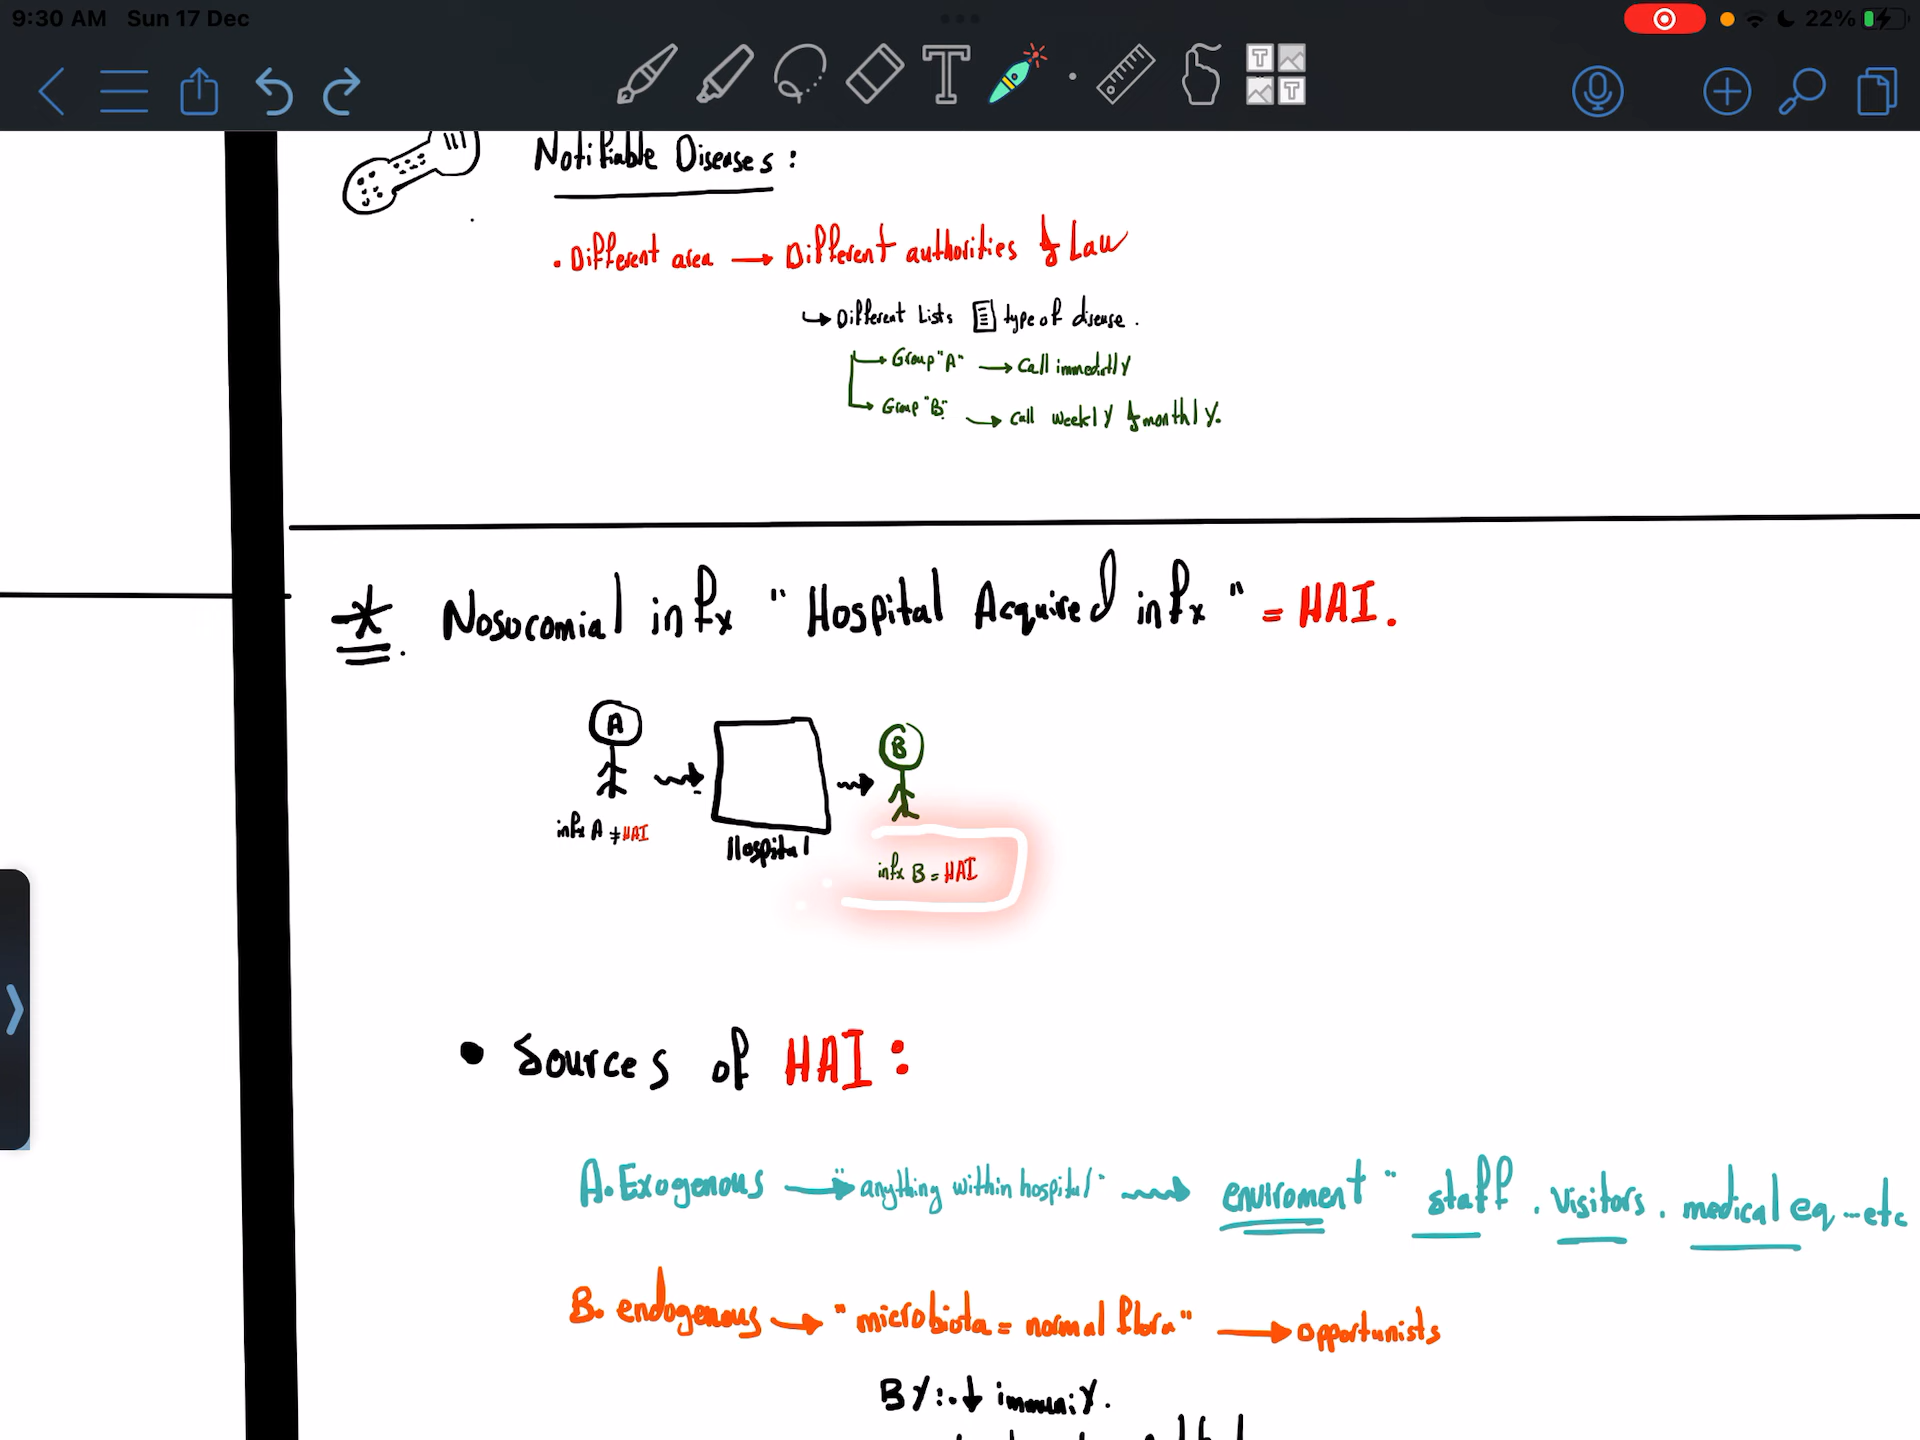 9:30 AM Sun 17 Dec
22%
Notifiable Diseases :
• Different area → Different authorities & Law
↳ Different Lists type of disease .
→ Group "A" → Call immedirtly
→ Group "B" → Call weekly & monthly.
* Nosocomial infx " Hospital Acquired infx " = HAI .
A
B
infx A ≠ HAI
Hospital
infx B = HAI
• Sources of HAI :
A. Exogenous → "anything within hospital" → enviroment " staff . visitors . medical eq ... etc
B. endogenous → " microbiota = normal flora " → opportunists
BY : . ↓ immuniY .